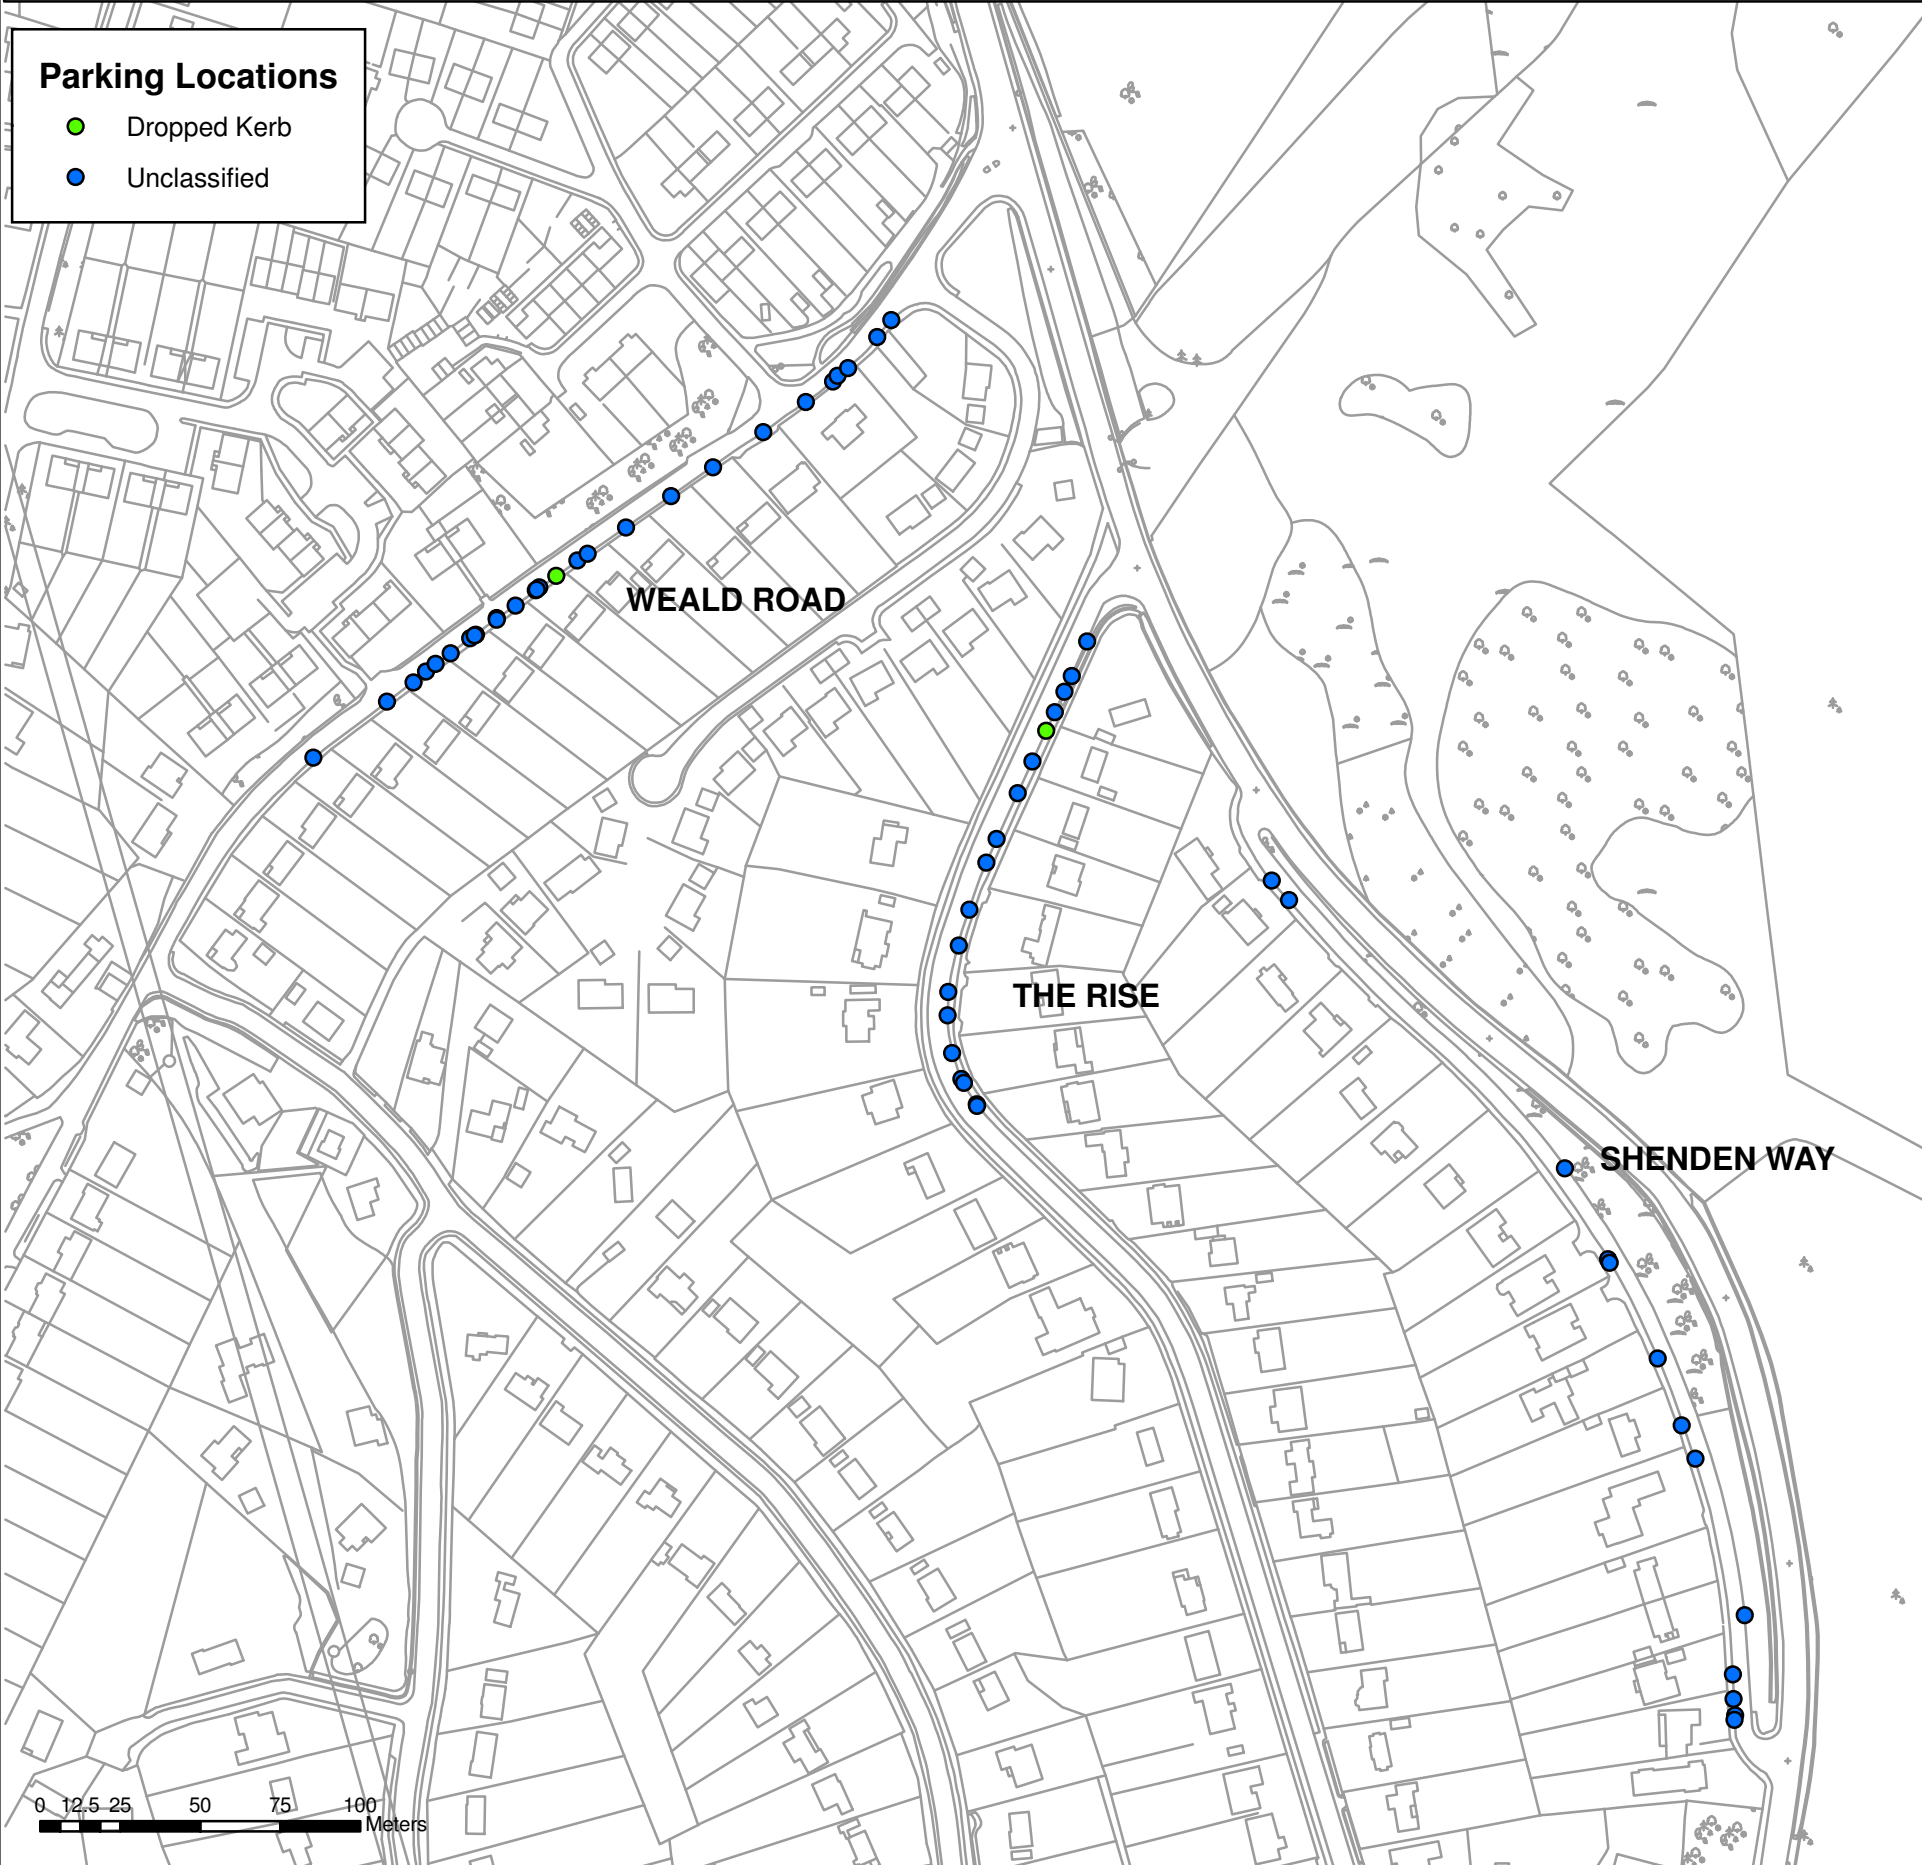 Parking Locations
Dropped Kerb
Unclassified
WEALD ROAD
THE RISE
SHENDEN WAY
0 12.5 25 50 75 100
Meters